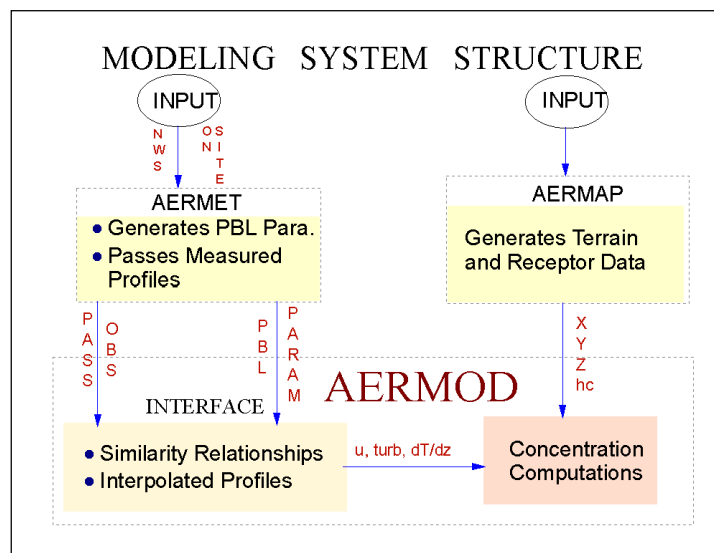 MODELING SYSTEM STRUCTURE
INPUT
INPUT
NWS
ON
SITE
AERMET
• Generates PBL Para.
• Passes Measured
Profiles
AERMAP
Generates Terrain
and Receptor Data
PASS
OBS
PBL
PARAM
X
Y
Z
hc
AERMOD
INTERFACE
• Similarity Relationships
• Interpolated Profiles
u, turb, dT/dz
Concentration
Computations